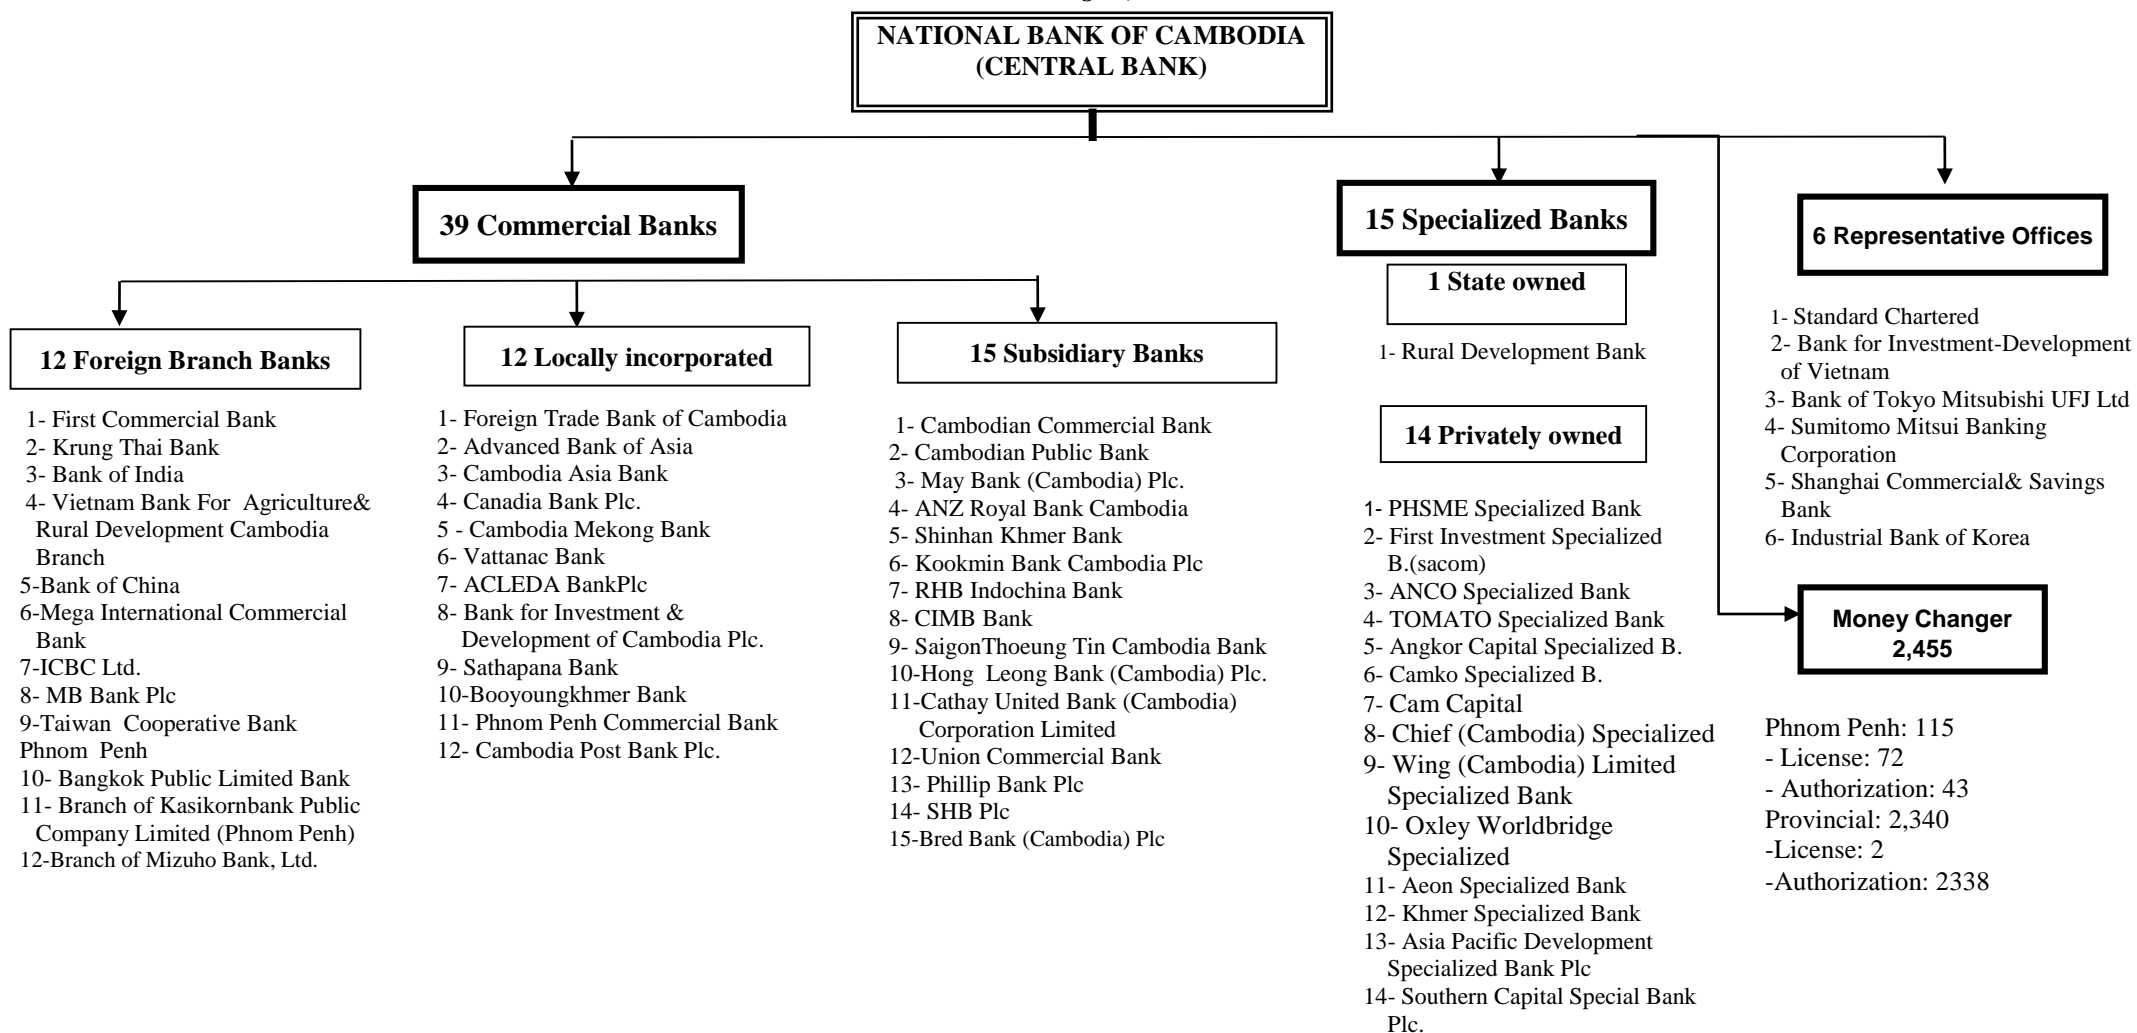 NATIONAL BANK OF CAMBODIA
(CENTRAL BANK)
39 Commercial Banks
15 Specialized Banks
6 Representative Offices
12 Foreign Branch Banks
1- First Commercial Bank
2- Krung Thai Bank
3- Bank of India
4- Vietnam Bank For Agriculture&
Rural Development Cambodia
Branch
5-Bank of China
6-Mega International Commercial
Bank
7-ICBC Ltd.
8- MB Bank Plc
9-Taiwan Cooperative Bank
Phnom Penh
10- Bangkok Public Limited Bank
11- Branch of Kasikornbank Public
Company Limited (Phnom Penh)
12-Branch of Mizuho Bank, Ltd.
12 Locally incorporated
1- Foreign Trade Bank of Cambodia
2- Advanced Bank of Asia
3- Cambodia Asia Bank
4- Canadia Bank Plc.
5 - Cambodia Mekong Bank
6- Vattanac Bank
7- ACLEDA BankPlc
8- Bank for Investment &
Development of Cambodia Plc.
9- Sathapana Bank
10-Booyoungkhmer Bank
11- Phnom Penh Commercial Bank
12- Cambodia Post Bank Plc.
15 Subsidiary Banks
1- Cambodian Commercial Bank
2- Cambodian Public Bank
3- May Bank (Cambodia) Plc.
4- ANZ Royal Bank Cambodia
5- Shinhan Khmer Bank
6- Kookmin Bank Cambodia Plc
7- RHB Indochina Bank
8- CIMB Bank
9- SaigonThoeung Tin Cambodia Bank
10-Hong Leong Bank (Cambodia) Plc.
11-Cathay United Bank (Cambodia)
Corporation Limited
12-Union Commercial Bank
13- Phillip Bank Plc
14- SHB Plc
15-Bred Bank (Cambodia) Plc
1 State owned
1- Rural Development Bank
14 Privately owned
1- PHSME Specialized Bank
2- First Investment Specialized
B.(sacom)
3- ANCO Specialized Bank
4- TOMATO Specialized Bank
5- Angkor Capital Specialized B.
6- Camko Specialized B.
7- Cam Capital
8- Chief (Cambodia) Specialized
9- Wing (Cambodia) Limited
Specialized Bank
10- Oxley Worldbridge
Specialized
11- Aeon Specialized Bank
12- Khmer Specialized Bank
13- Asia Pacific Development
Specialized Bank Plc
14- Southern Capital Special Bank
Plc.
1- Standard Chartered
2- Bank for Investment-Development
of Vietnam
3- Bank of Tokyo Mitsubishi UFJ Ltd
4- Sumitomo Mitsui Banking
Corporation
5- Shanghai Commercial& Savings
Bank
6- Industrial Bank of Korea
Money Changer
2,455
Phnom Penh: 115
- License: 72
- Authorization: 43
Provincial: 2,340
-License: 2
-Authorization: 2338